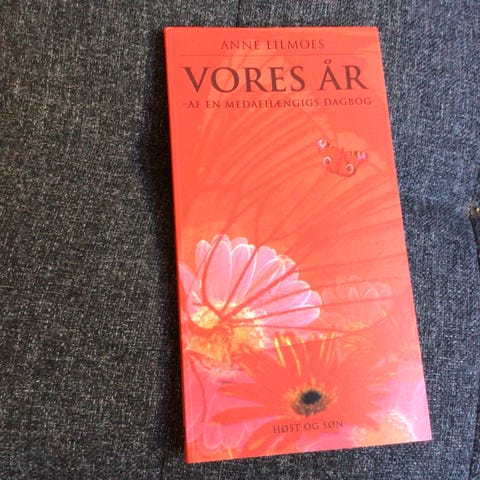 ANNE LILMOES
VORES ÅR
-AF EN MEDAFHÆNGIGS DAGBOG
HØST OG SØN